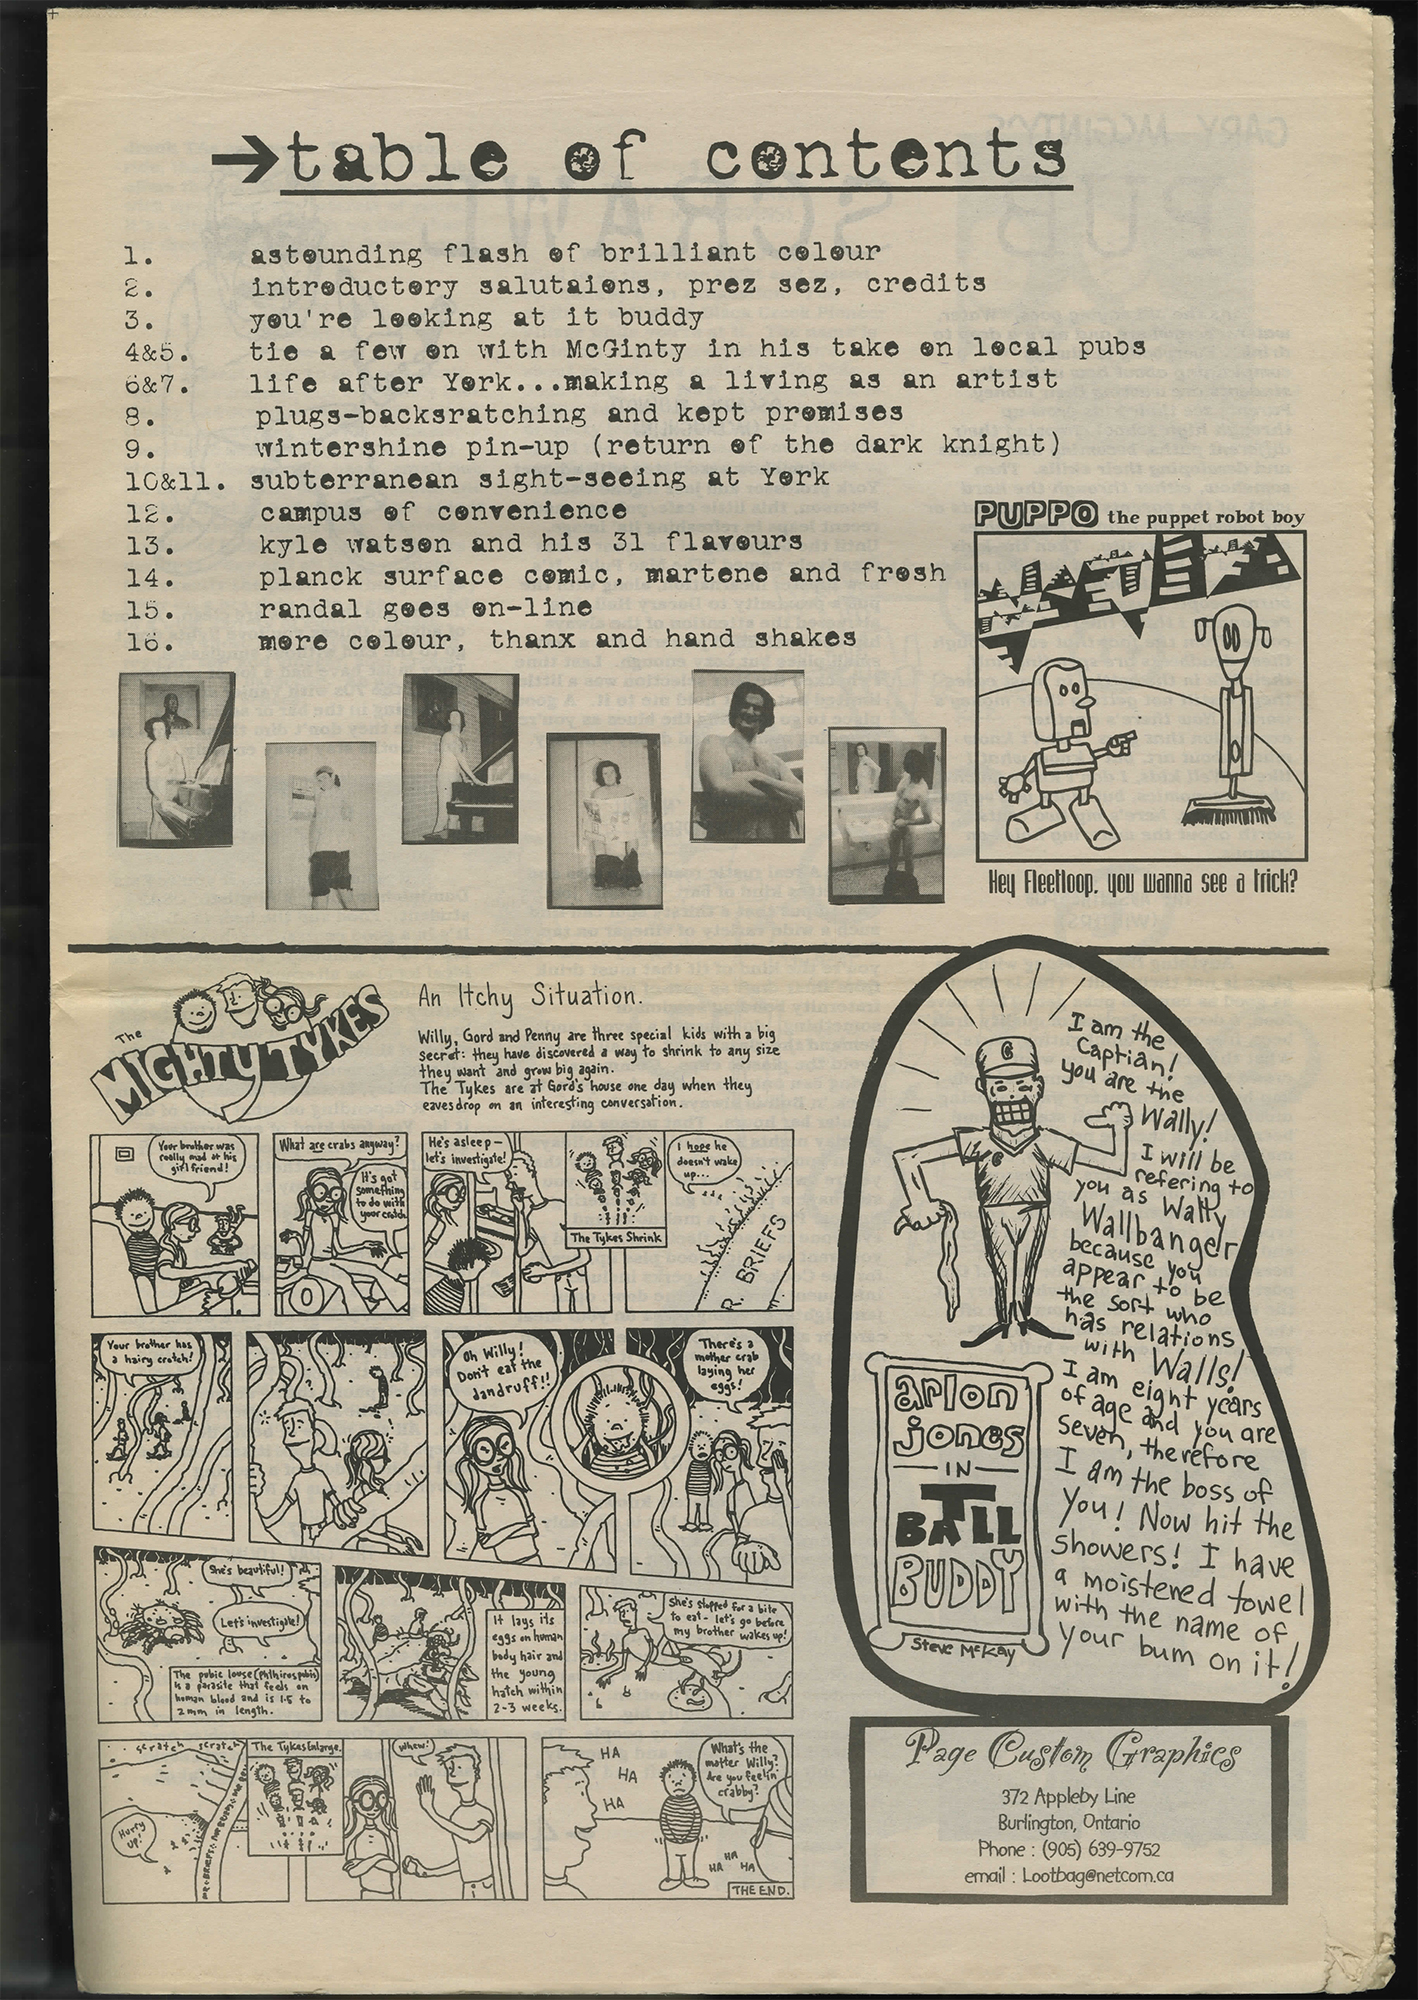 →table of contents
1. astounding flash of brilliant colour
2. introductory salutaions, prez sez, credits
3. you're looking at it buddy
4&5. tie a few on with McGinty in his take on local pubs
6&7. life after York...making a living as an artist
8. plugs-backsratching and kept promises
9. wintershine pin-up (return of the dark knight)
10&11. subterranean sight-seeing at York
12. campus of convenience
13. kyle watson and his 31 flavours
14. planck surface comic, martene and frosh
15. randal goes on-line
16. more colour, thanx and hand shakes
PUPPO the puppet robot boy
Hey Fleetloop, you wanna see a trick?
The
MIGHTY TYKES
An Itchy Situation.
Willy, Gord and Penny are three special kids with a big
secret: they have discovered a way to shrink to any size
they want and grow big again.
The Tykes are at Gord's house one day when they
eavesdrop on an interesting conversation.
Your brother was
really mad at his
girlfriend!
What are crabs anyway?
It's got
something
to do with
your crotch
He's asleep-
let's investigate!
The Tykes Shrink
I hope he
doesn't wake
up...
R. BRIEFS
Your brother has
a hairy crotch!
Oh Willy!
Don't eat the
dandruff!!
There's a
mother crab
laying her
eggs!
She's beautiful!
Let's investigate!
The pubic louse (phthirus pubis)
is a parasite that feeds on
human blood and is 1.5 to
2mm in length.
It lays its
eggs on human
body hair and
the young
hatch within
2-3 weeks.
She's stopped for a bite
to eat- let's go before
my brother wakes up!
scratch scratch
Hurry
up!
The Tykes Enlarge.
Whew!
HA
HA
HA
What's the
matter Willy?
Are you feelin'
crabby?
HA
HA HA
THE END.
C
I am the
Captian!
you are the
Wally!
I will be
refering to
you as Wally
Wallbanger
because you
appear to be
the sort who
has relations
with Walls!
I am eight years
of age and you are
seven, therefore
I am the boss of
you! Now hit the
showers! I have
a moistered towel
with the name of
your bum on it!
arlon
jones
IN
T
BALL
BUDDY
Steve McKay
Page Custom Graphics
372 Appleby Line
Burlington, Ontario
Phone : (905) 639-9752
email : Lootbag@netcom.ca